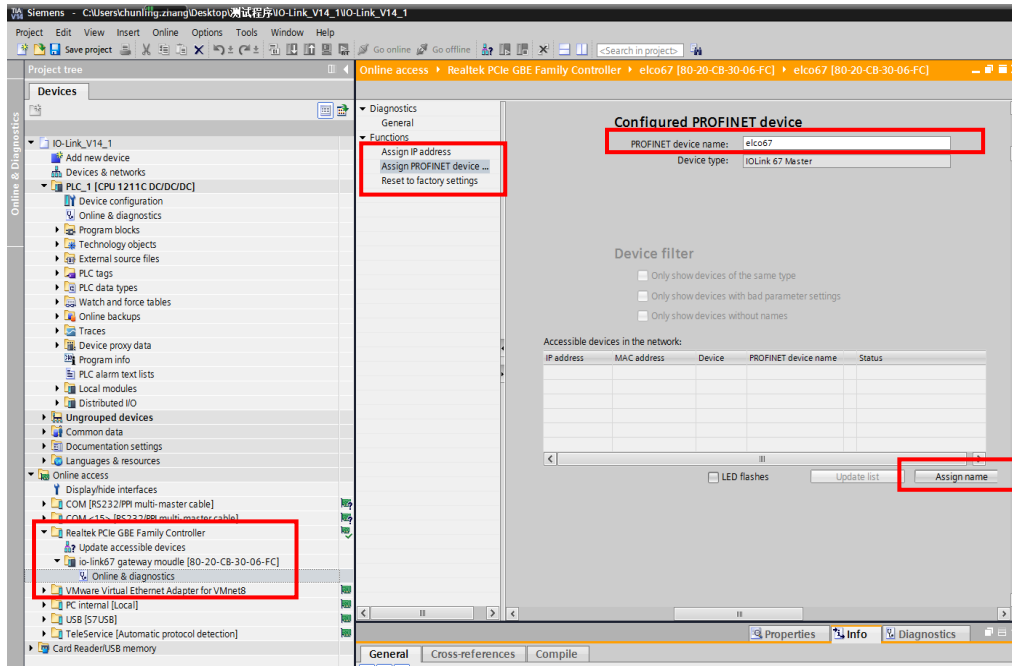 Siemens - C:\Users\chunling.zhang\Desktop\测试程序\IO-Link_V14_1\IO-Link_V14_1
Project Edit View Insert Online Options Tools Window Help
Save project Go online Go offline <Search in project>
Project tree
Online access Realtek PCIe GBE Family Controller elco67 [80-20-CB-30-06-FC] elco67 [80-20-CB-30-06-FC]
Devices
Online & Diagnostics
IO-Link_V14_1
Add new device
Devices & networks
PLC_1 [CPU 1211C DC/DC/DC]
Device configuration
Online & diagnostics
Program blocks
Technology objects
External source files
PLC tags
PLC data types
Watch and force tables
Online backups
Traces
Device proxy data
Program info
PLC alarm text lists
Local modules
Distributed I/O
Ungrouped devices
Common data
Documentation settings
Languages & resources
Online access
Display/hide interfaces
COM [RS232/PPI multi-master cable]
COM <15> [RS232/PPI multi-master cable]
Realtek PCIe GBE Family Controller
Update accessible devices
io-link67 gateway moudle [80-20-CB-30-06-FC]
Online & diagnostics
VMware Virtual Ethernet Adapter for VMnet8
PC internal [Local]
USB [S7USB]
TeleService [Automatic protocol detection]
Card Reader/USB memory
Diagnostics
General
Functions
Assign IP address
Assign PROFINET device ...
Reset to factory settings
Configured PROFINET device
PROFINET device name: elco67
Device type: IOLink 67 Master
Device filter
Only show devices of the same type
Only show devices with bad parameter settings
Only show devices without names
Accessible devices in the network:
IP address MAC address Device PROFINET device name Status
LED flashes Update list Assign name
Properties Info Diagnostics
General Cross-references Compile